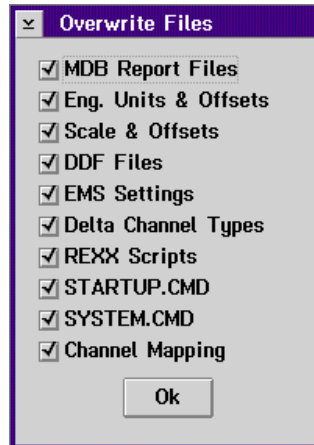 Overwrite Files
MDB Report Files
Eng. Units & Offsets
Scale & Offsets
DDF Files
EMS Settings
Delta Channel Types
REXX Scripts
STARTUP.CMD
SYSTEM.CMD
Channel Mapping
Ok